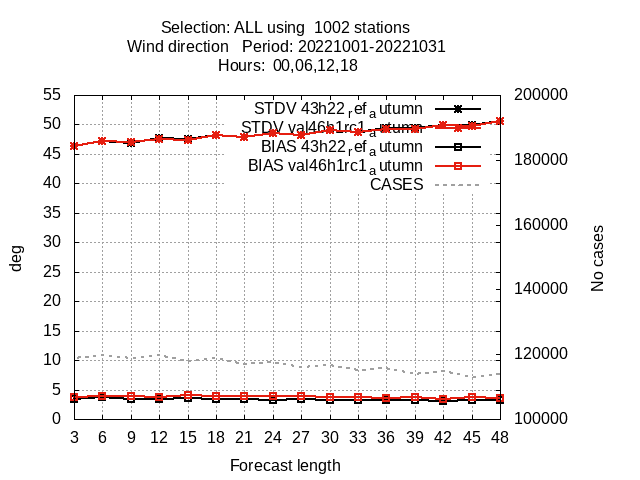 Selection: ALL using  1002 stations
Wind direction   Period: 20221001-20221031
Hours:  00,06,12,18
55
50
45
40
35
30
25
20
15
10
5
0
deg
200000
180000
160000
140000
120000
100000
No cases
STDV 43h22_ref_autumn
STDV val46h1rc1_autumn
BIAS 43h22_ref_autumn
BIAS val46h1rc1_autumn
CASES
3 6 9 12 15 18 21 24 27 30 33 36 39 42 45 48
Forecast length